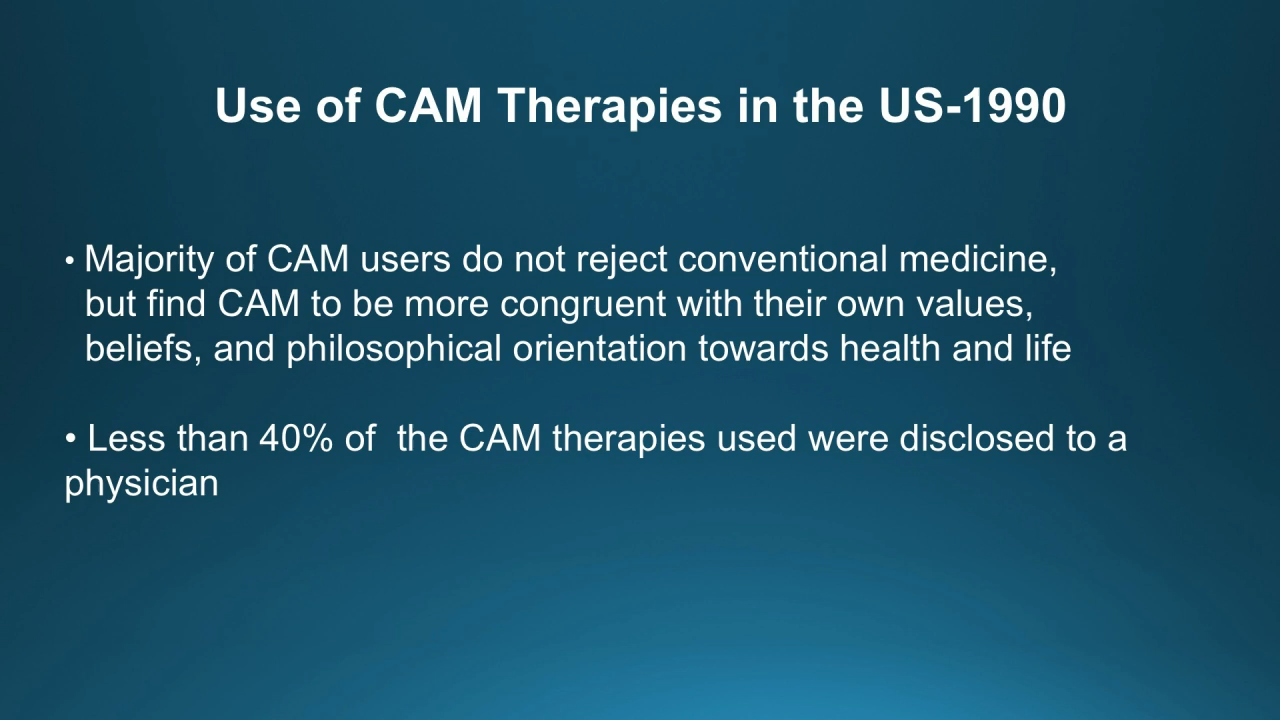 Use of CAM Therapies in the US-1990
• Majority of CAM users do not reject conventional medicine,
but find CAM to be more congruent with their own values,
beliefs, and philosophical orientation towards health and life
• Less than 40% of  the CAM therapies used were disclosed to a
physician